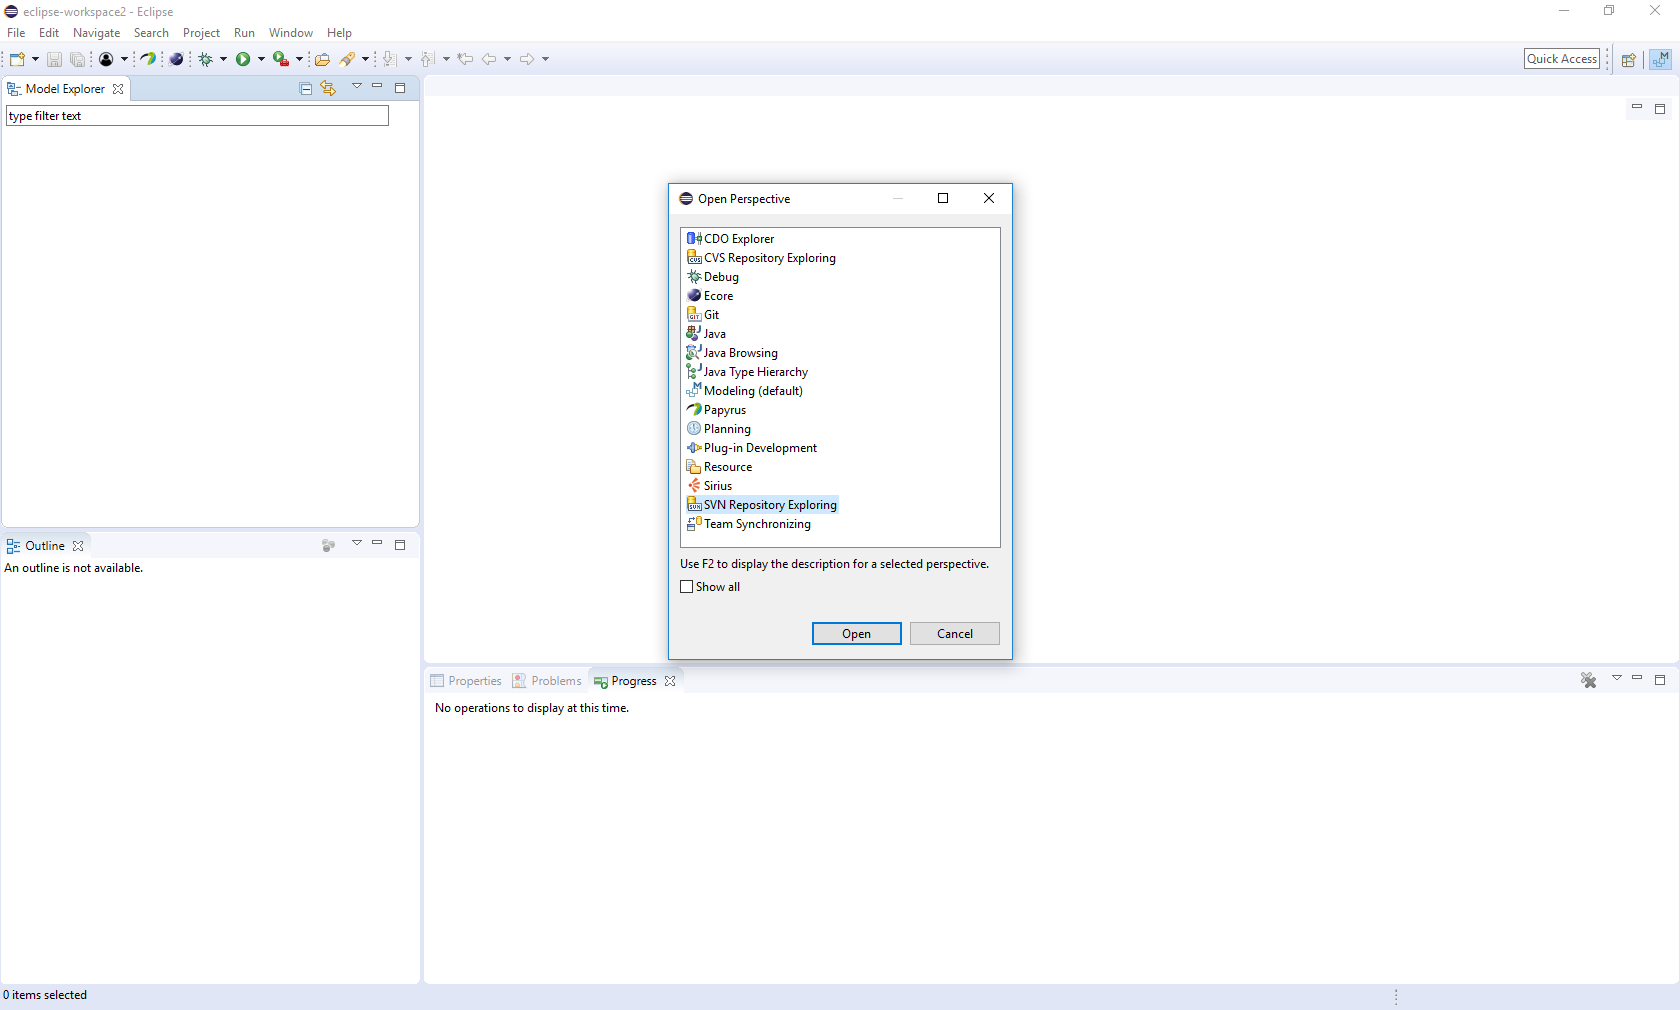 eclipse-workspace2 - Eclipse
File Edit Navigate Search Project Run Window Help
Quick Access
Model Explorer
type filter text
Outline
An outline is not available.
Open Perspective
CDO Explorer
CVS Repository Exploring
Debug
Ecore
Git
Java
Java Browsing
Java Type Hierarchy
Modeling (default)
Papyrus
Planning
Plug-in Development
Resource
Sirius
SVN Repository Exploring
Team Synchronizing
Use F2 to display the description for a selected perspective.
Show all
Open Cancel
Properties Problems Progress
No operations to display at this time.
0 items selected